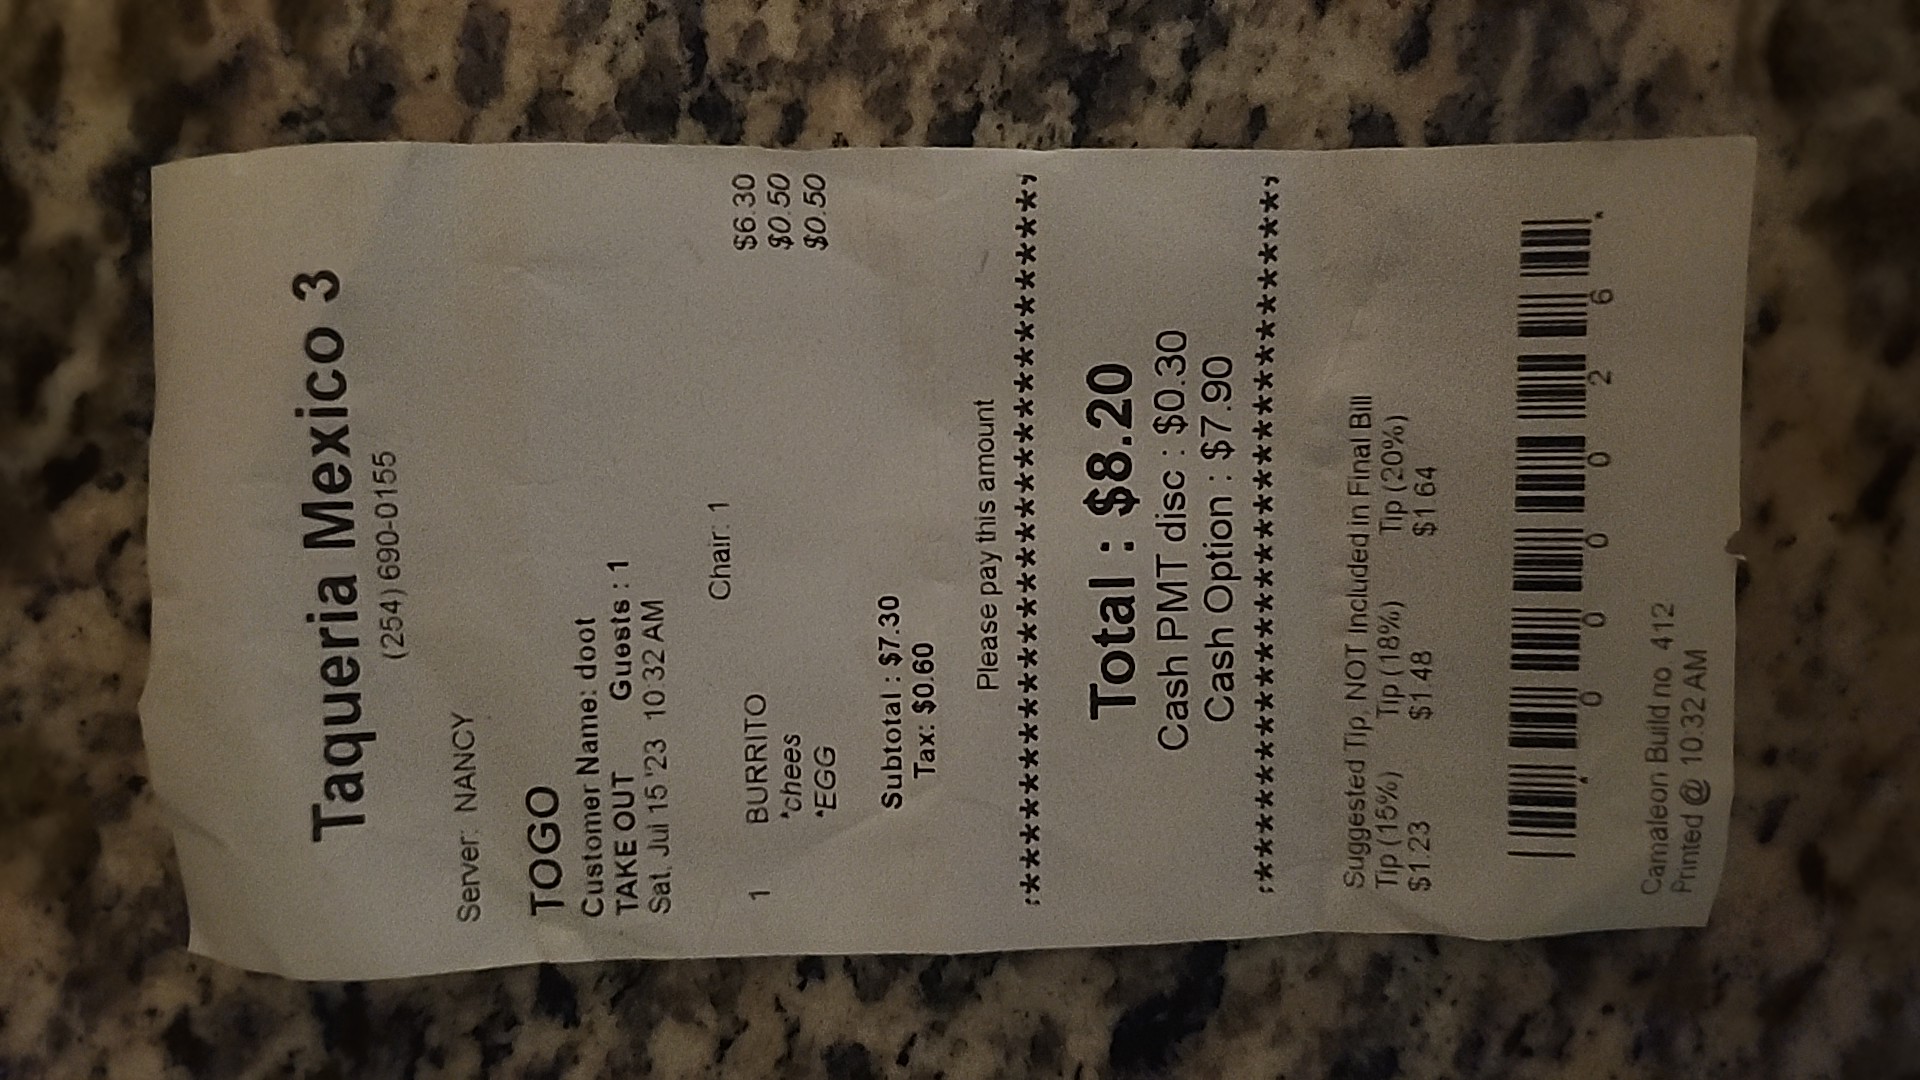 Taqueria Mexico 3
(254) 690-0155
Server: NANCY
TOGO
Customer Name: doot
TAKE OUT Guests : 1
Sat. Jul 15 '23 10:32 AM
Chair: 1
1 BURRITO $6.30
*chees $0.50
*EGG $0.50
Subtotal : $7.30
Tax: $0.60
Please pay this amount
Total : $8.20
Cash PMT disc : $0.30
Cash Option : $7.90
Suggested Tip, NOT Included in Final Bill
Tip (15%) Tip (18%) Tip (20%)
$1.23 $1.48 $1.64
* 0 0 0 0 2 6 *
Camaleon Build no. 412
Printed @ 10:32 AM